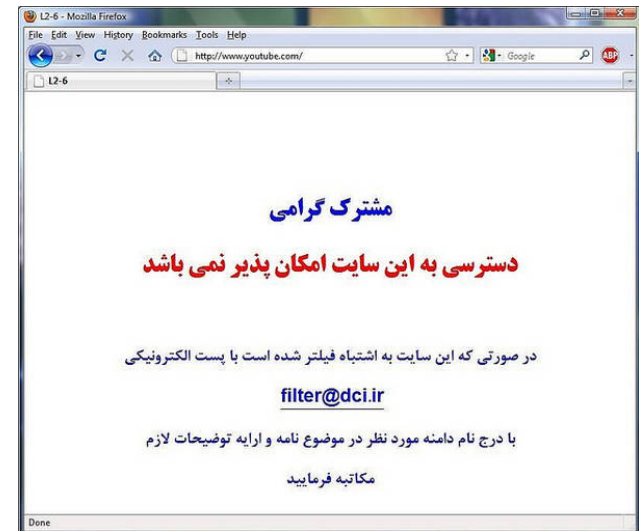 L2-6 - Mozilla Firefox
File Edit View History Bookmarks Tools Help
http://www.youtube.com/ Google ABP
L2-6
مشترک گرامی
دسترسی به این سایت امکان پذیر نمی باشد
در صورتی که این سایت به اشتباه فیلتر شده است با پست الکترونیکی
filter@dci.ir
با درج نام دامنه مورد نظر در موضوع نامه و ارایه توضیحات لازم
مکاتبه فرمایید
Done